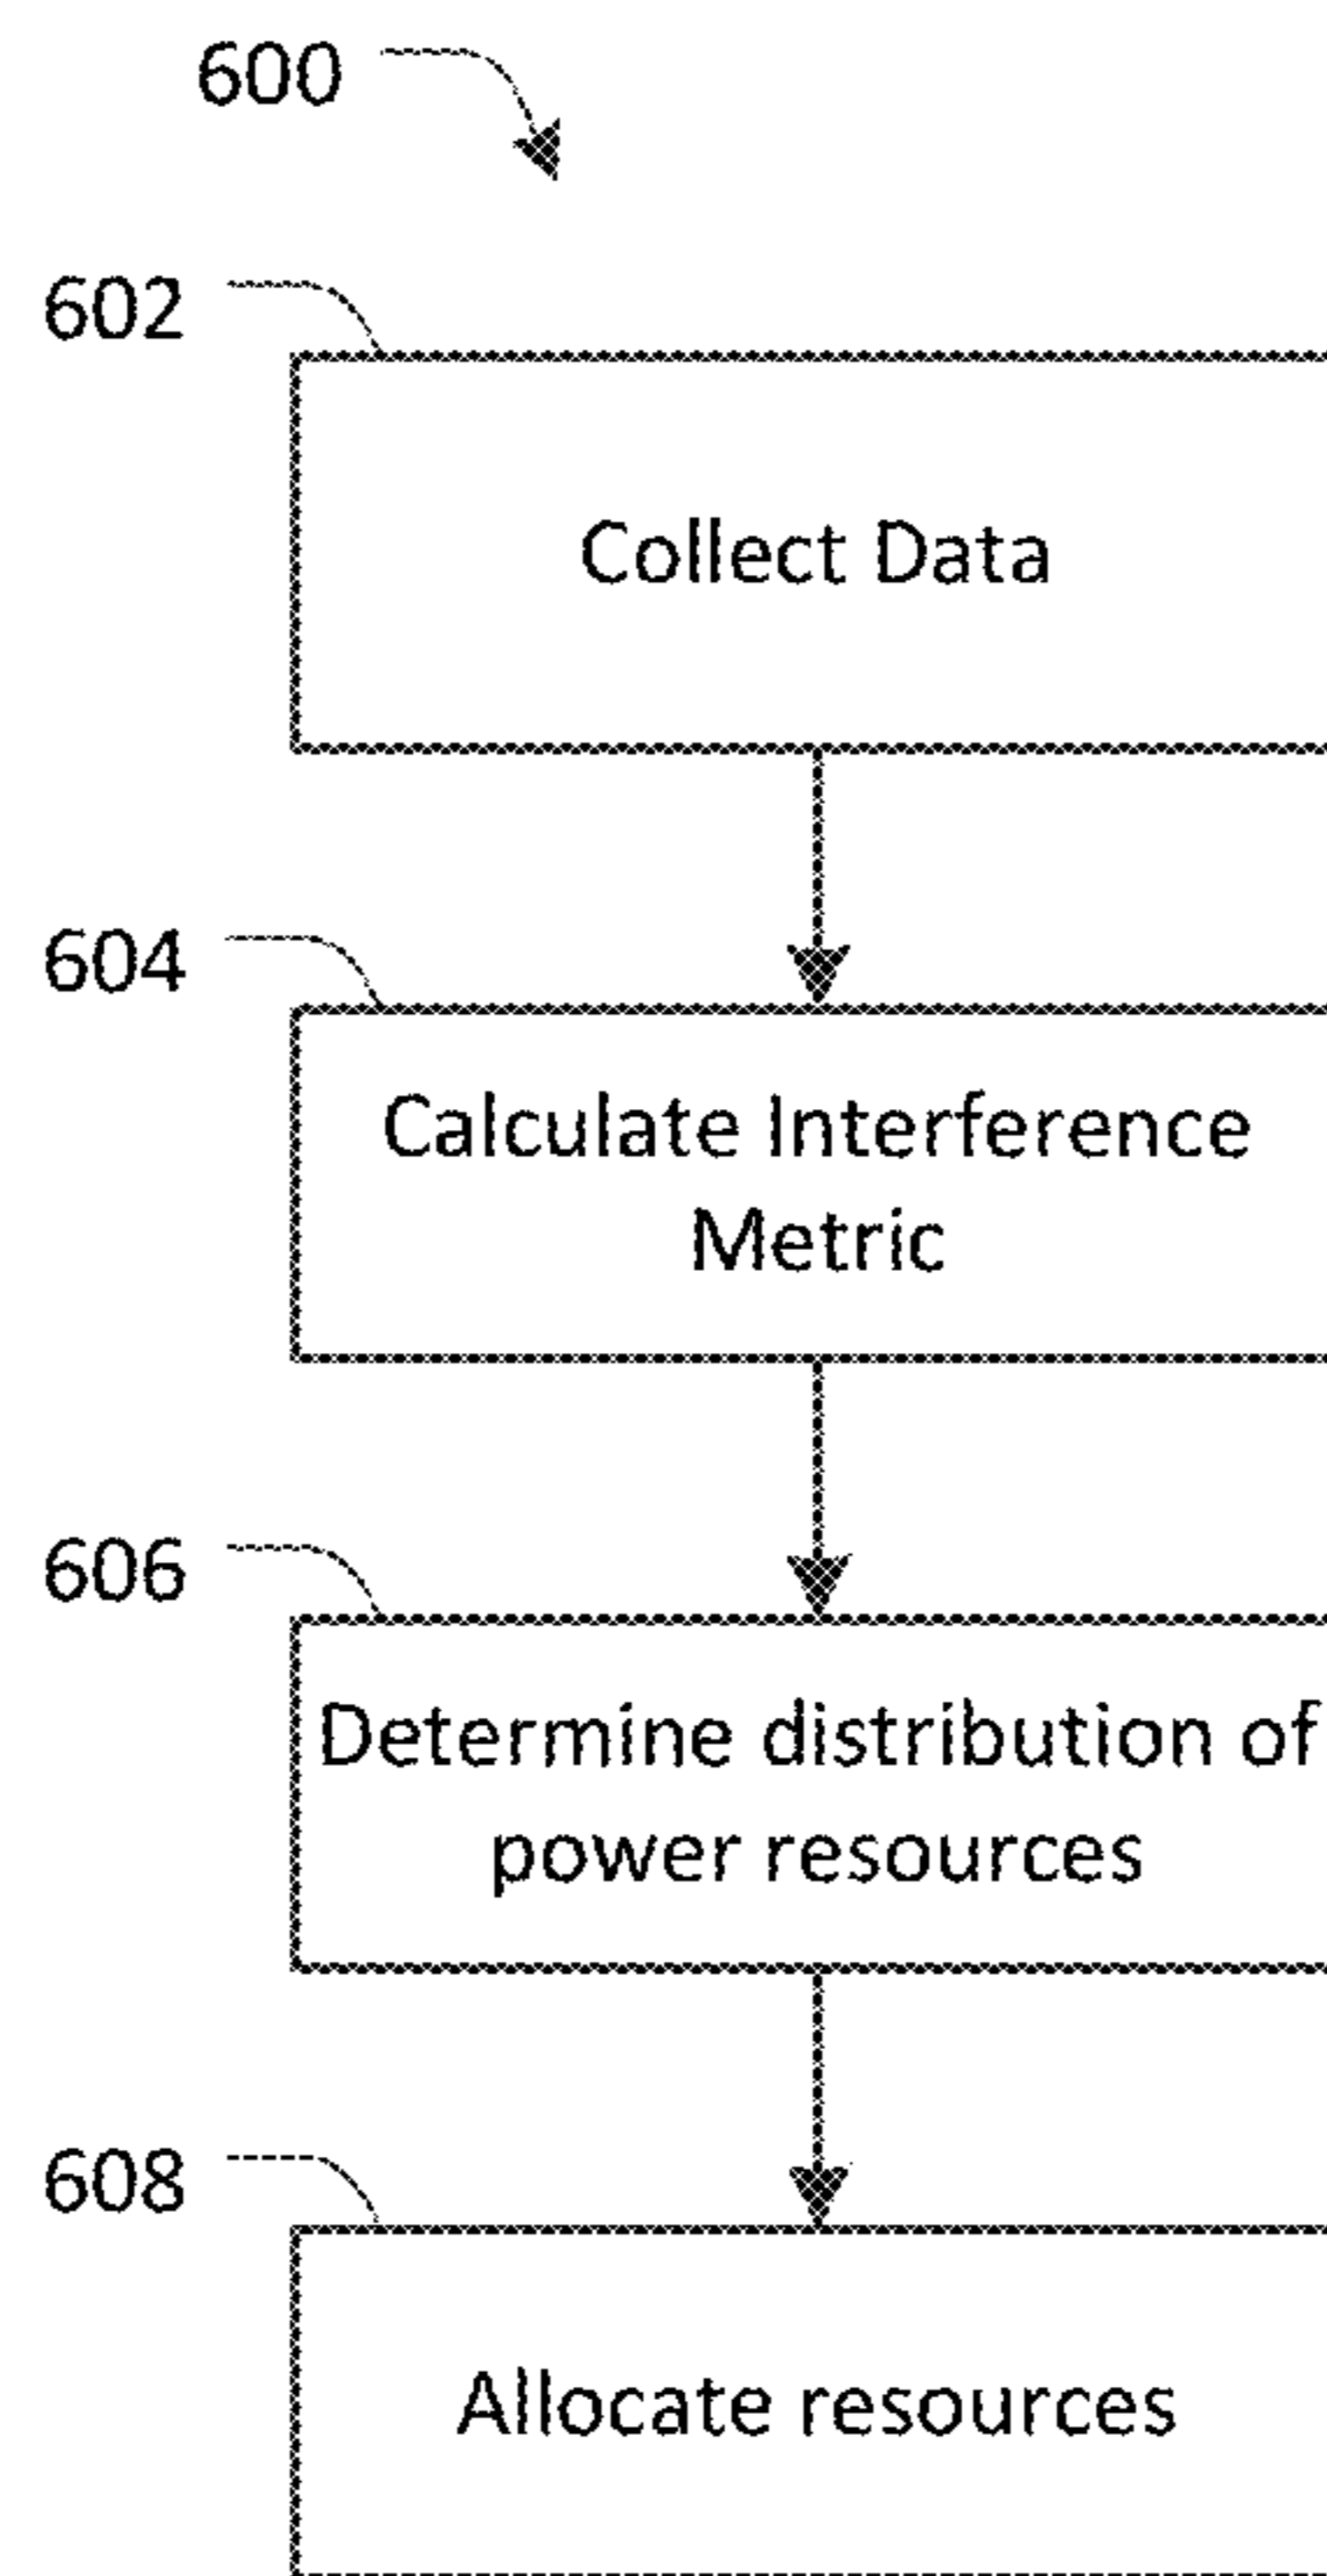 600
602
Collect Data
604
Calculate Interference
Metric
606
Determine distribution of
power resources
608
Allocate resources